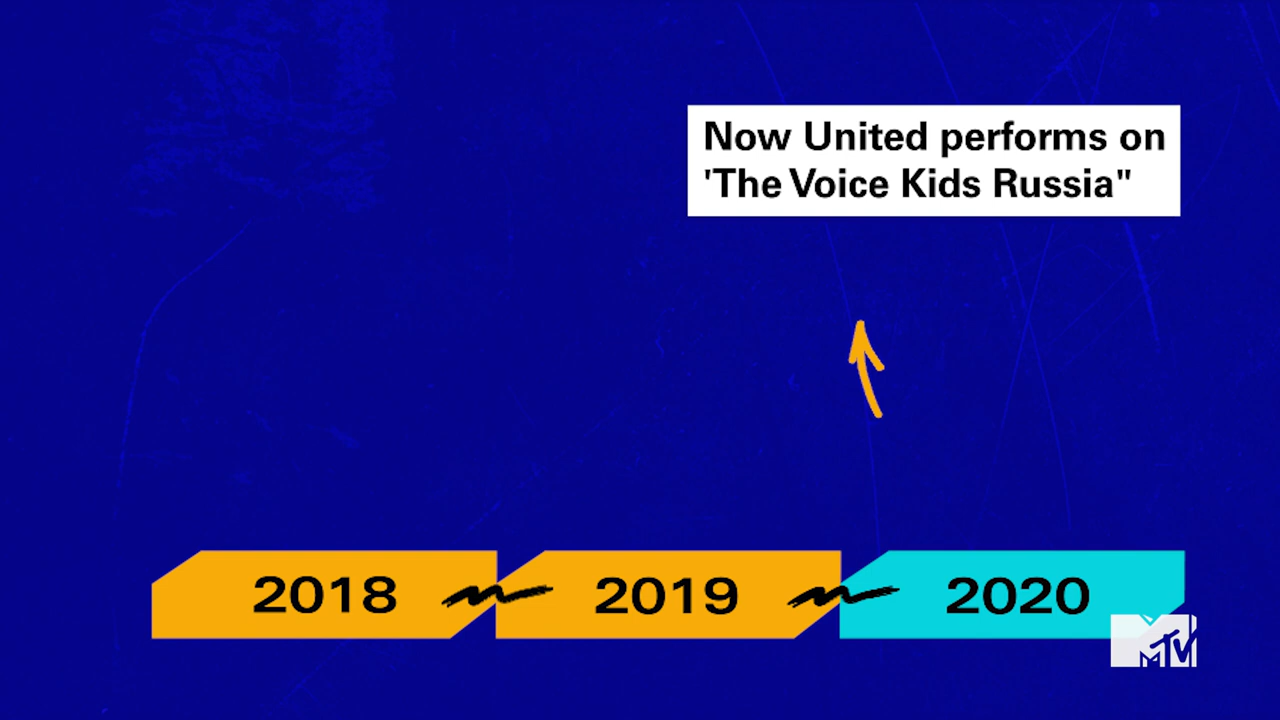 Now United performs on
'The Voice Kids Russia"
2018
2019
2020
MTV